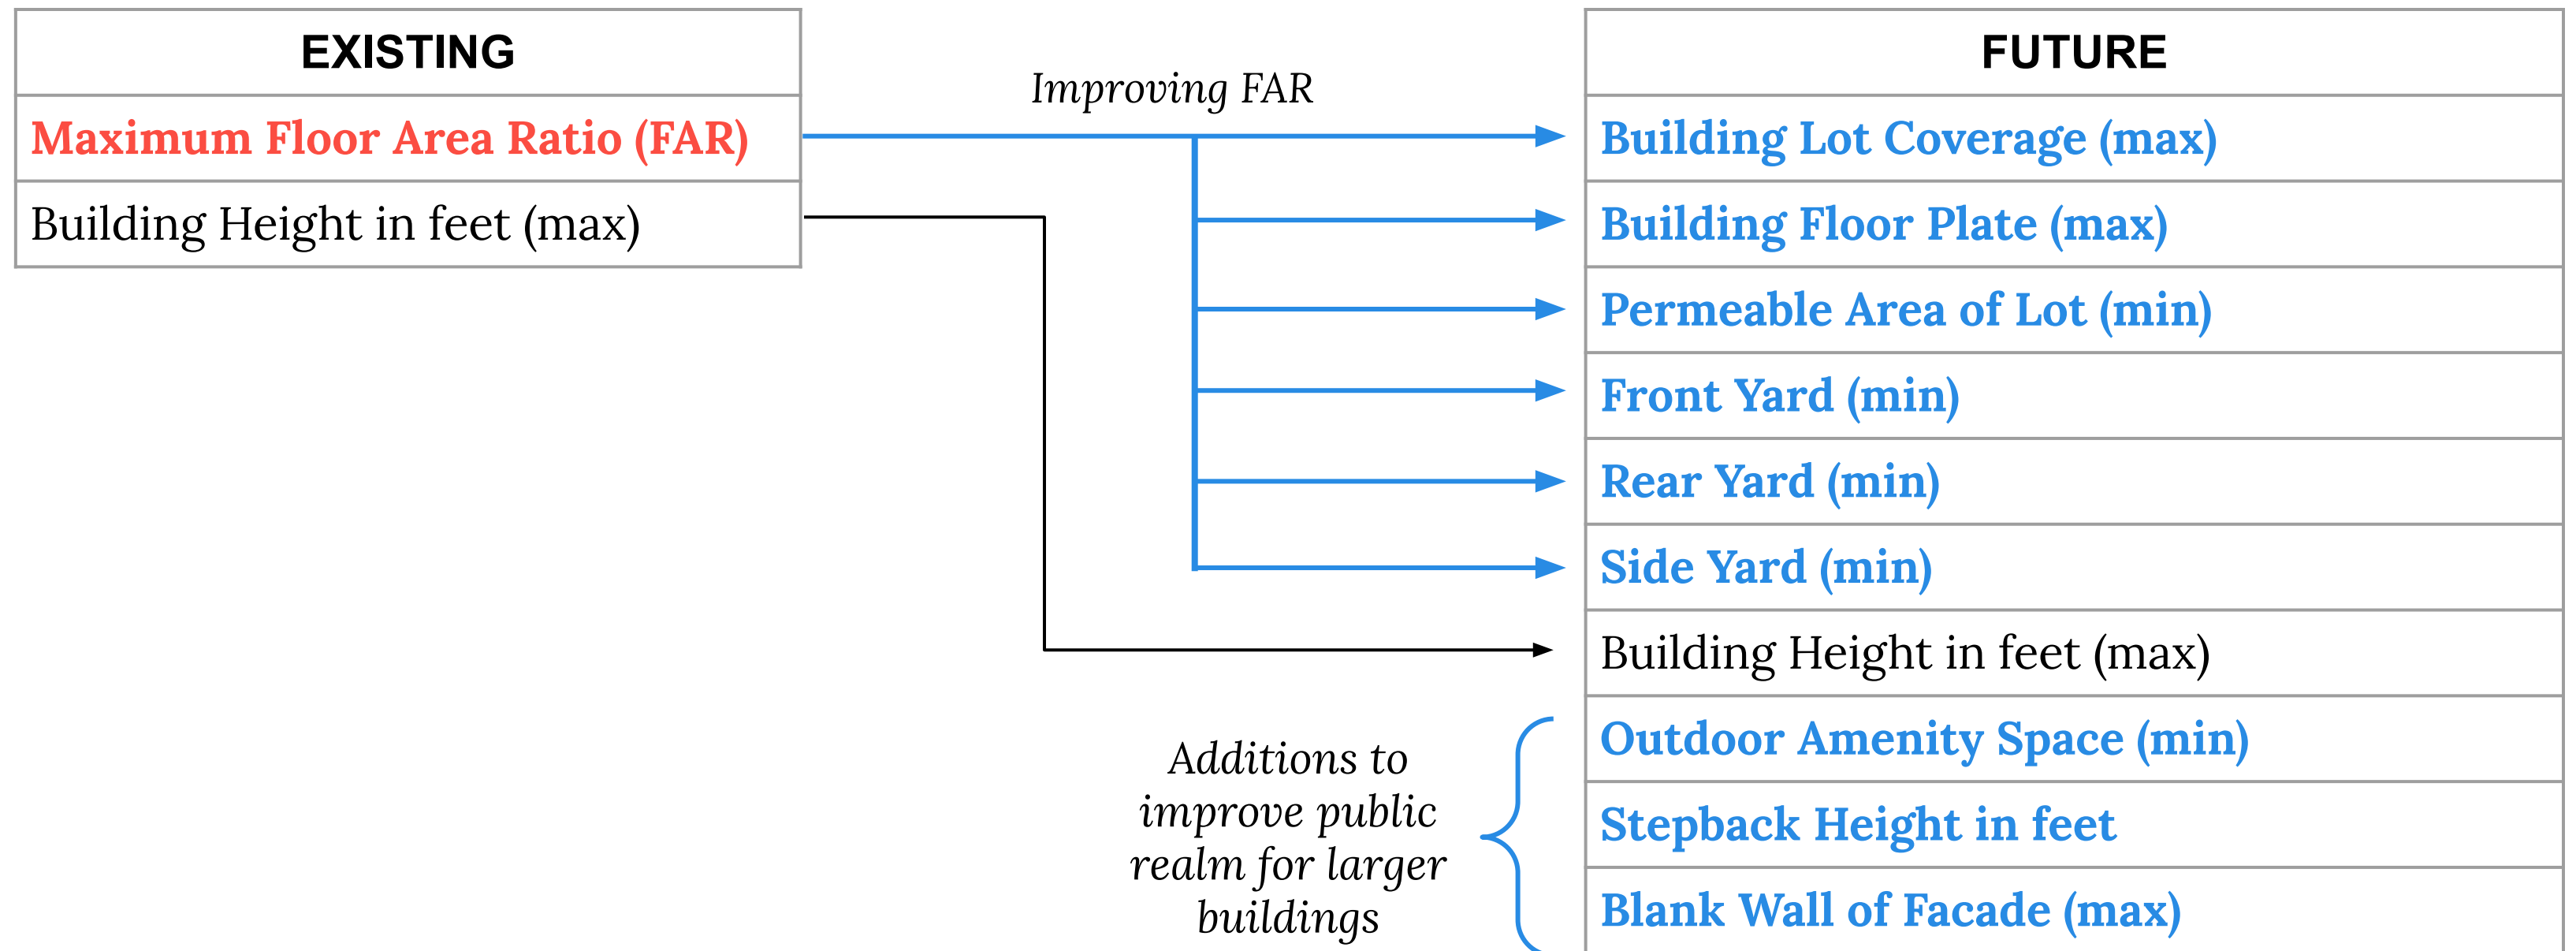 EXISTING
Maximum Floor Area Ratio (FAR)
Building Height in feet (max)
Improving FAR
Additions to
improve public
realm for larger
buildings
FUTURE
Building Lot Coverage (max)
Building Floor Plate (max)
Permeable Area of Lot (min)
Front Yard (min)
Rear Yard (min)
Side Yard (min)
Building Height in feet (max)
Outdoor Amenity Space (min)
Stepback Height in feet
Blank Wall of Facade (max)